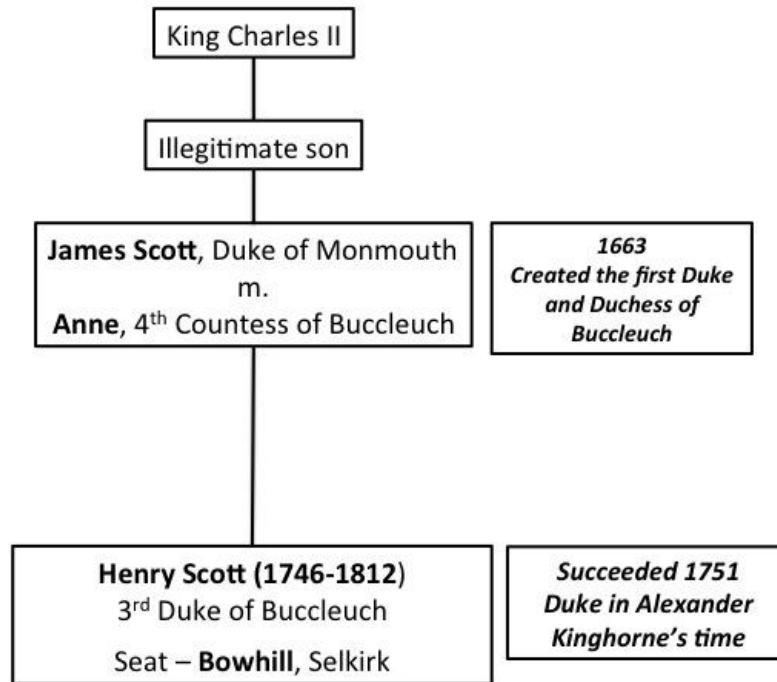 King Charles II
Illegitimate son
James Scott, Duke of Monmouth
m.
Anne, 4th Countess of Buccleuch
1663
Created the first Duke
and Duchess of
Buccleuch
Henry Scott (1746-1812)
3rd Duke of Buccleuch
Seat – Bowhill, Selkirk
Succeeded 1751
Duke in Alexander
Kinghorne's time